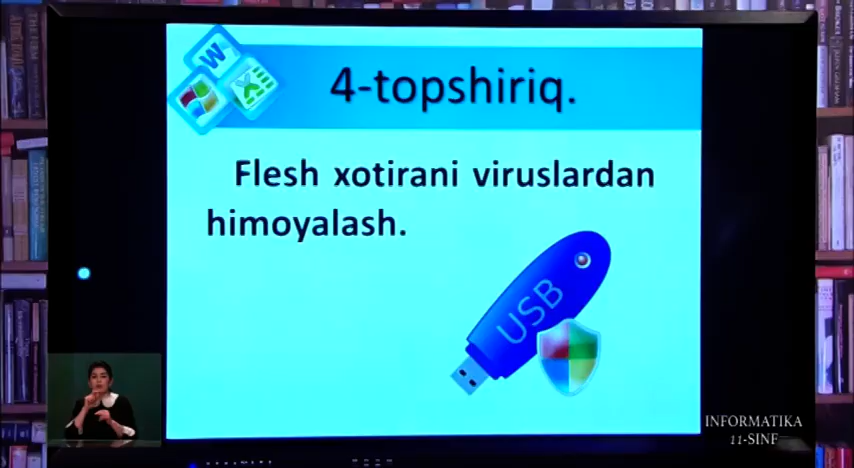 4-topshiriq.
Flesh xotirani viruslardan
himoyalash.
USB
INFORMATIKA
11-SINF